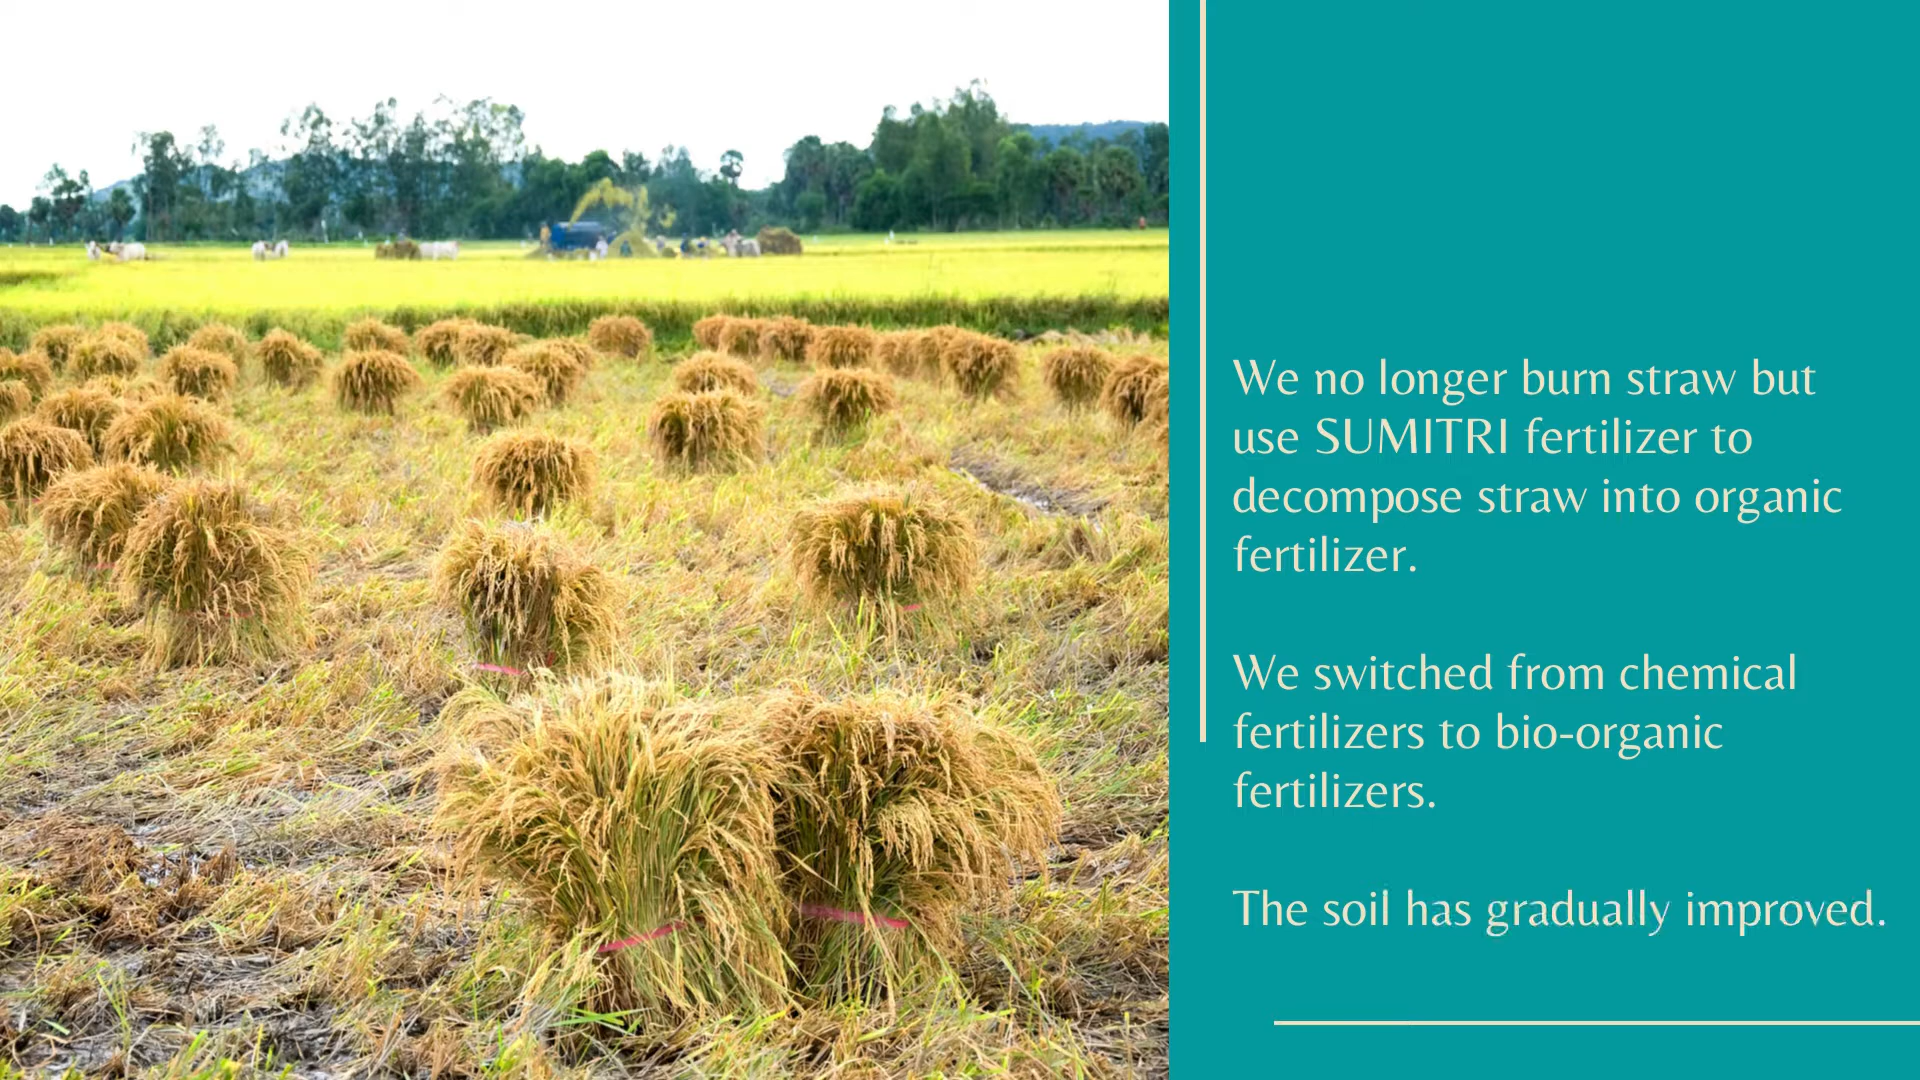 We no longer burn straw but
use SUMITRI fertilizer to
decompose straw into organic
fertilizer.
We switched from chemical
fertilizers to bio-organic
fertilizers.
The soil has gradually improved.